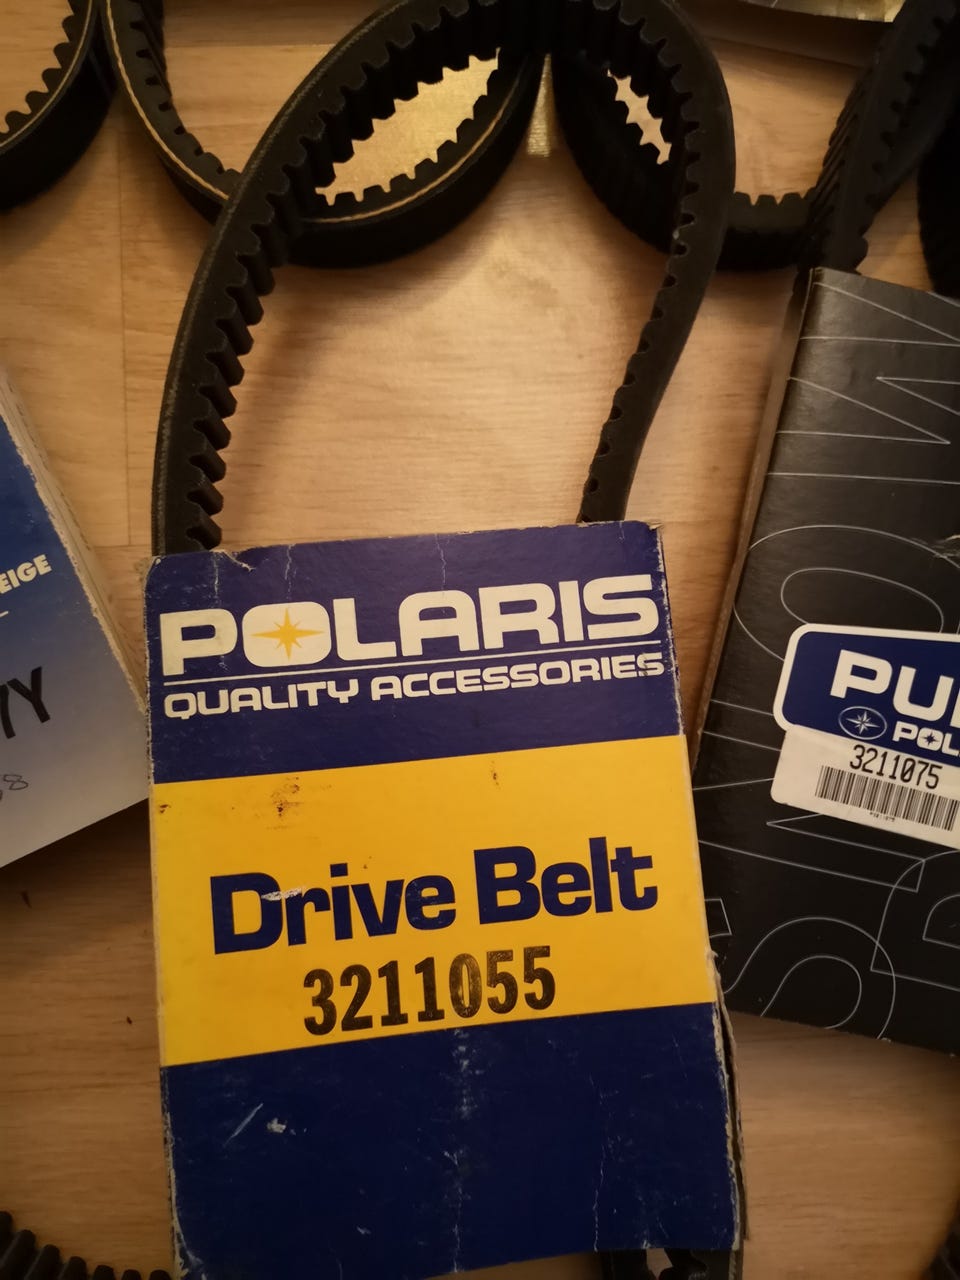 POLARIS
QUALITY ACCESSORIES
Drive Belt
3211055
EIGE
3211075